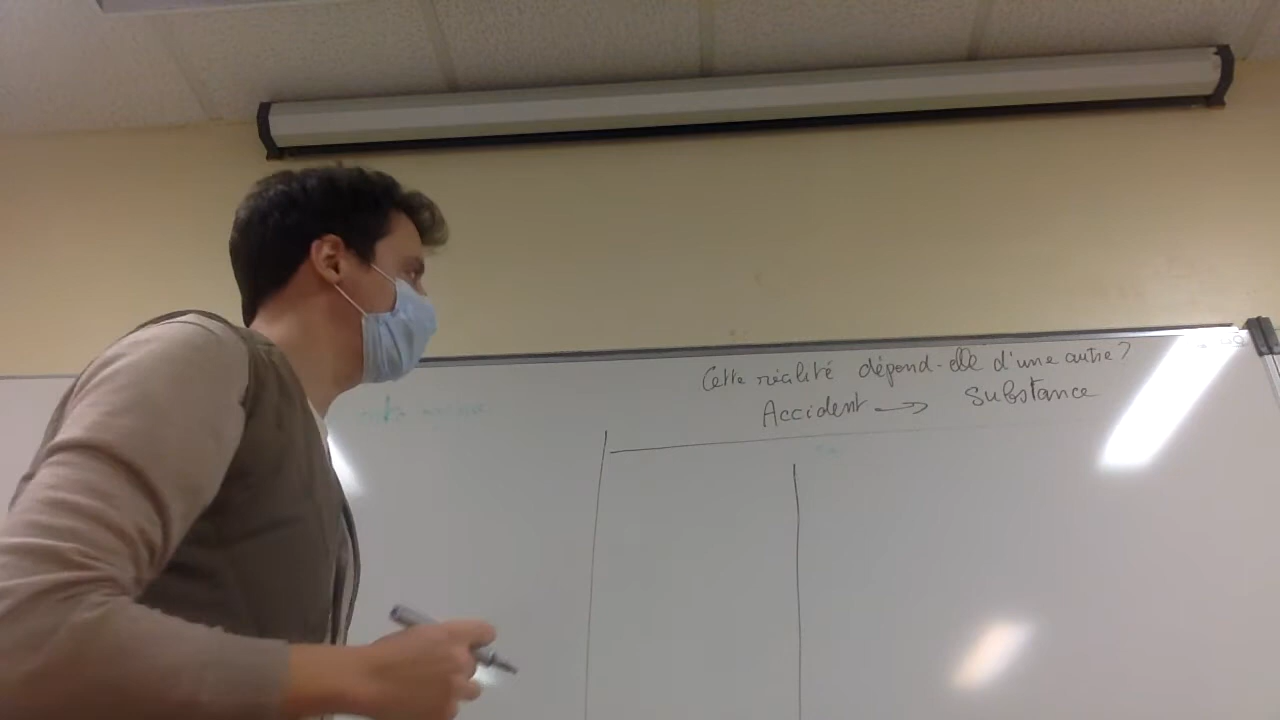 Cette réalité dépend-elle d'une autre ?
Accident → Substance